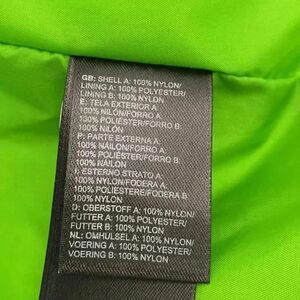 GB: SHELL A: 100% NYLON/
LINING A: 100% POLYESTER/
LINING B: 100% NYLON
E: TELA EXTERIOR A:
100% NILÓN/FORRO A:
100% POLIÉSTER/FORRO B:
100% NILÓN
P: PARTE EXTERNA A:
100% NÁILON/FORRO A:
100% POLIÉSTER/FORRO B:
100% NÁILON
I: ESTERNO STRATO A:
100% NYLON/FODERA A:
100% POLIESTERE/FODERA B:
100% NYLON
D: OBERSTOFF A: 100% NYLON/
FUTTER A: 100% POLYESTER/
FUTTER B: 100% NYLON
NL: OMHULSEL A: 100% NYLON/
VOERING A: 100% POLYESTER/
VOERING B: 100% NYLON